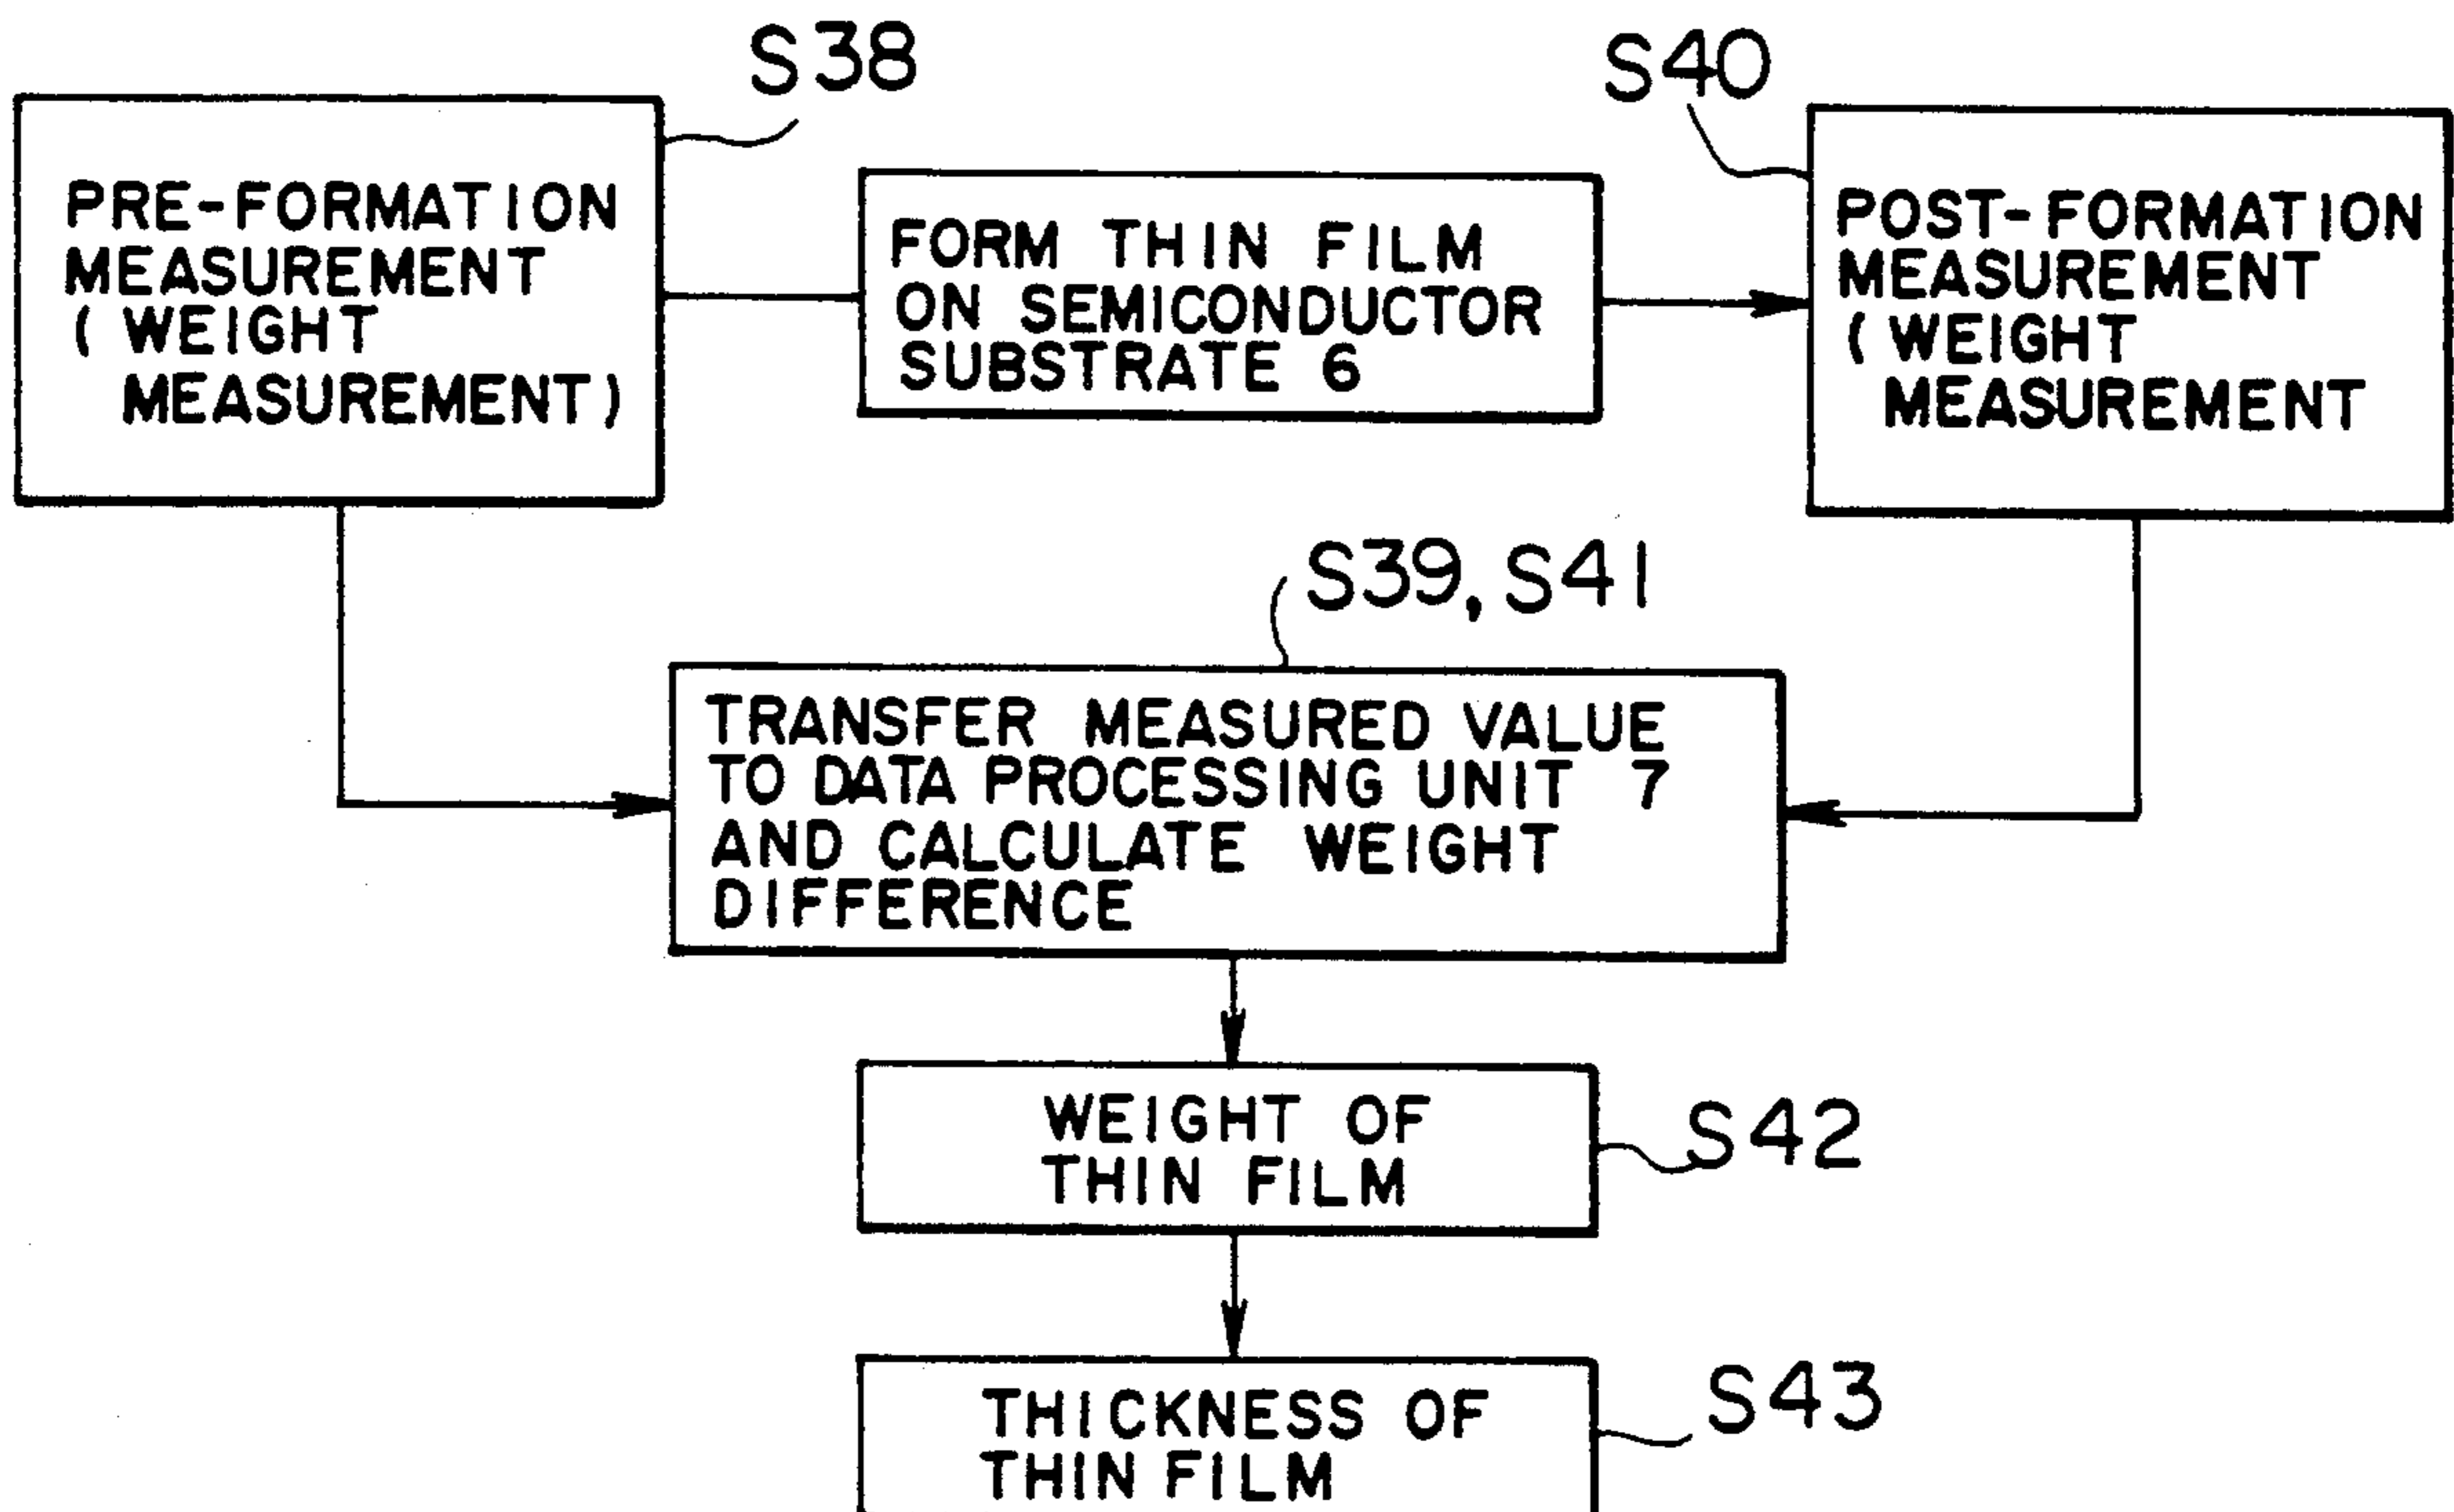 S38
PRE-FORMATION
MEASUREMENT
(WEIGHT
MEASUREMENT)
FORM THIN FILM
ON SEMICONDUCTOR
SUBSTRATE 6
S40
POST-FORMATION
MEASUREMENT
(WEIGHT
MEASUREMENT
S39, S41
TRANSFER MEASURED VALUE
TO DATA PROCESSING UNIT 7
AND CALCULATE WEIGHT
DIFFERENCE
WEIGHT OF
THIN FILM
S42
THICKNESS OF
THIN FILM
S43